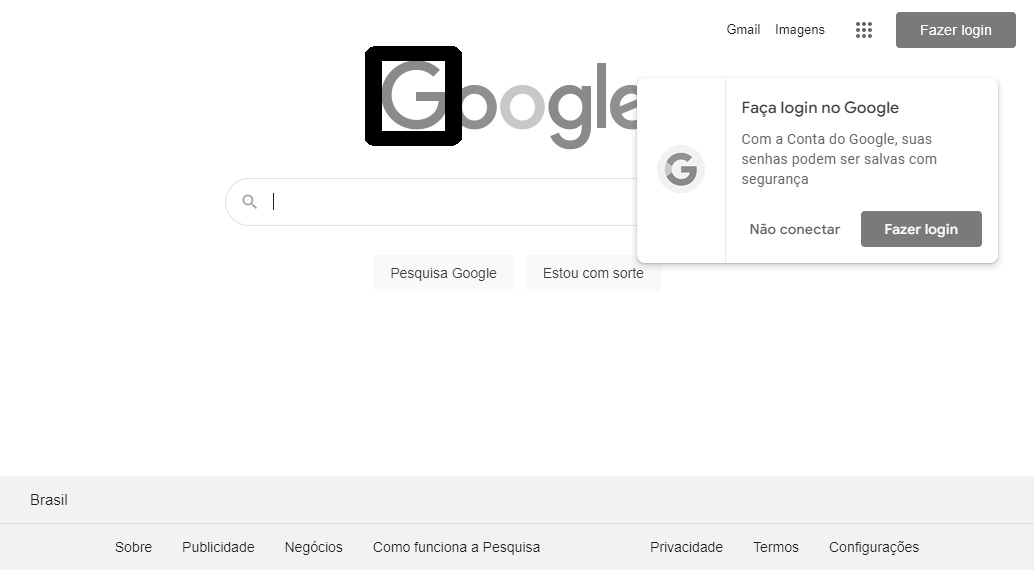 Gmail Imagens Fazer login
Google
Faça login no Google
Com a Conta do Google, suas
senhas podem ser salvas com
segurança
Não conectar Fazer login
Pesquisa Google Estou com sorte
Brasil
Sobre Publicidade Negócios Como funciona a Pesquisa Privacidade Termos Configurações